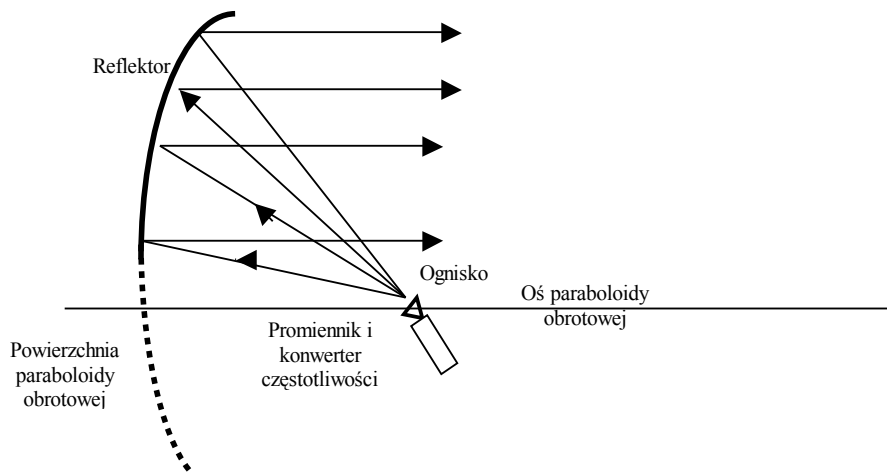 Reflektor
Ognisko
Oś paraboloidy
obrotowej
Promiennik i
konwerter
częstotliwości
Powierzchnia
paraboloidy
obrotowej